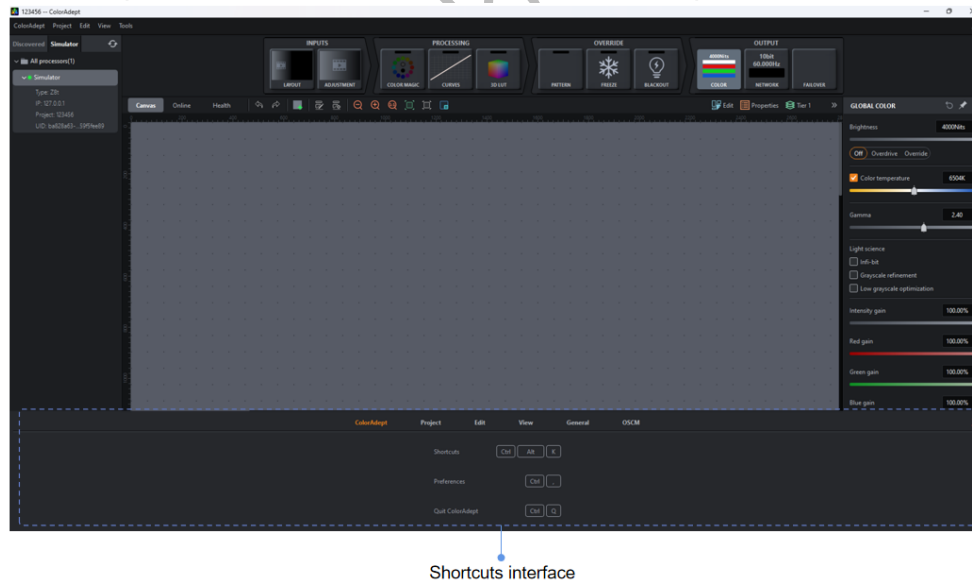 123456 -- ColorAdept
ColorAdept Project Edit View Tools
Discovered Simulator
All processors(1)
Simulator
Type: Z8t
IP: 127.0.0.1
Project: 123456
INPUTS PROCESSING OVERRIDE OUTPUT
4000Nits 10bit 60.000Hz
LAYOUT ADJUSTMENT COLOR MAGIC CURVES 3D LUT PATTERN FREEZE BLACKOUT COLOR NETWORK FAILOVER
Canvas Online Health Edit Properties Tier 1
GLOBAL COLOR
Brightness 4000Nits
Off Overdrive Override
Color temperature 6504K
Gamma 2.40
Light science
Infi-bit
Grayscale refinement
Low grayscale optimization
Intensity gain 100.00%
Red gain 100.00%
Green gain 100.00%
Blue gain 100.00%
ColorAdept Project Edit View General OSCM
Shortcuts Ctrl Alt K
Preferences Ctrl
Quit ColorAdept Ctrl Q
Shortcuts interface